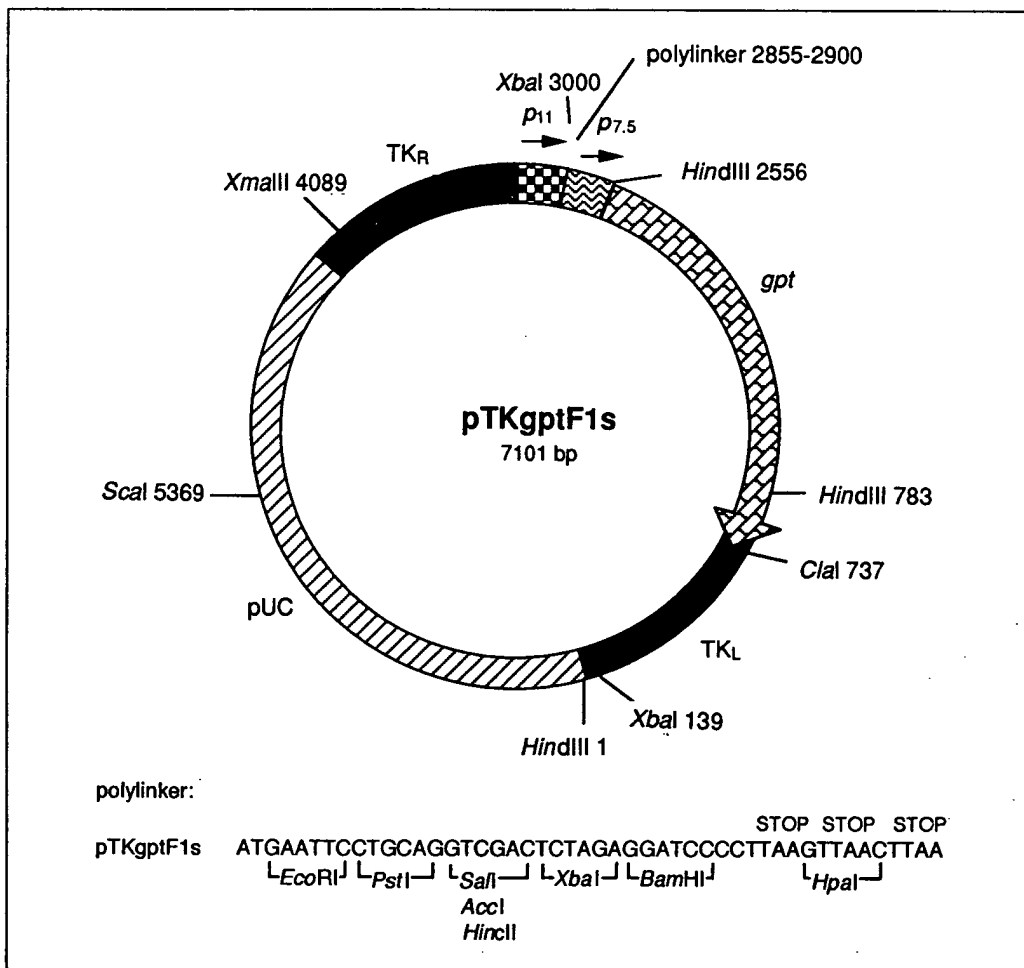 polylinker 2855-2900
XbaI 3000
p11
p7.5
TKR
HindIII 2556
XmaIII 4089
gpt
pTKgptF1s
7101 bp
ScaI 5369
HindIII 783
ClaI 737
pUC
TKL
XbaI 139
HindIII 1
polylinker:
STOP STOP STOP
pTKgptF1s ATGAATTCCTGCAGGTCGACTCTAGAGGATCCCCTTAAGTTAACTTAA
EcoRI PstI SalI XbaI BamHI HpaI
AccI
HincII